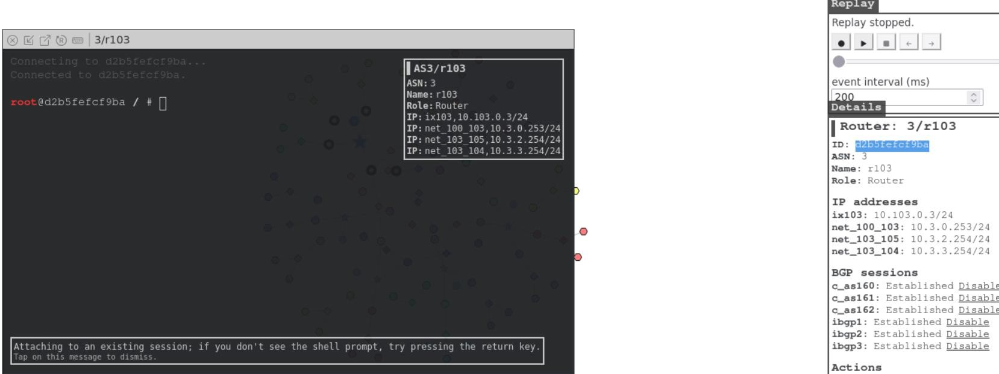 3/r103
Connecting to d2b5fefcf9ba...
Connected to d2b5fefcf9ba.
root@d2b5fefcf9ba / #
AS3/r103
ASN: 3
Name: r103
Role: Router
IP: ix103,10.103.0.3/24
IP: net_100_103,10.3.0.253/24
IP: net_103_105,10.3.2.254/24
IP: net_103_104,10.3.3.254/24
Attaching to an existing session; if you don't see the shell prompt, try pressing the return key.
Tap on this message to dismiss.
Replay
Replay stopped.
event interval (ms)
200
Details
Router: 3/r103
ID: d2b5fefcf9ba
ASN: 3
Name: r103
Role: Router
IP addresses
ix103: 10.103.0.3/24
net_100_103: 10.3.0.253/24
net_103_105: 10.3.2.254/24
net_103_104: 10.3.3.254/24
BGP sessions
c_as160: Established Disable
c_as161: Established Disable
c_as162: Established Disable
ibgp1: Established Disable
ibgp2: Established Disable
ibgp3: Established Disable
Actions